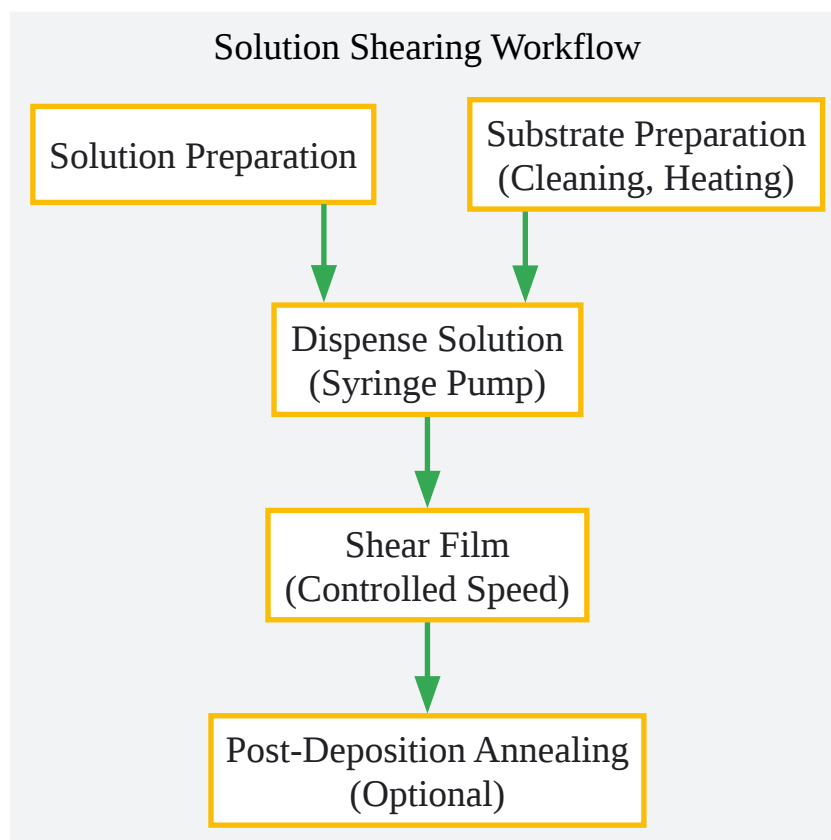 Solution Shearing Workflow
Solution Preparation
Substrate Preparation
(Cleaning, Heating)
Dispense Solution
(Syringe Pump)
Shear Film
(Controlled Speed)
Post-Deposition Annealing
(Optional)